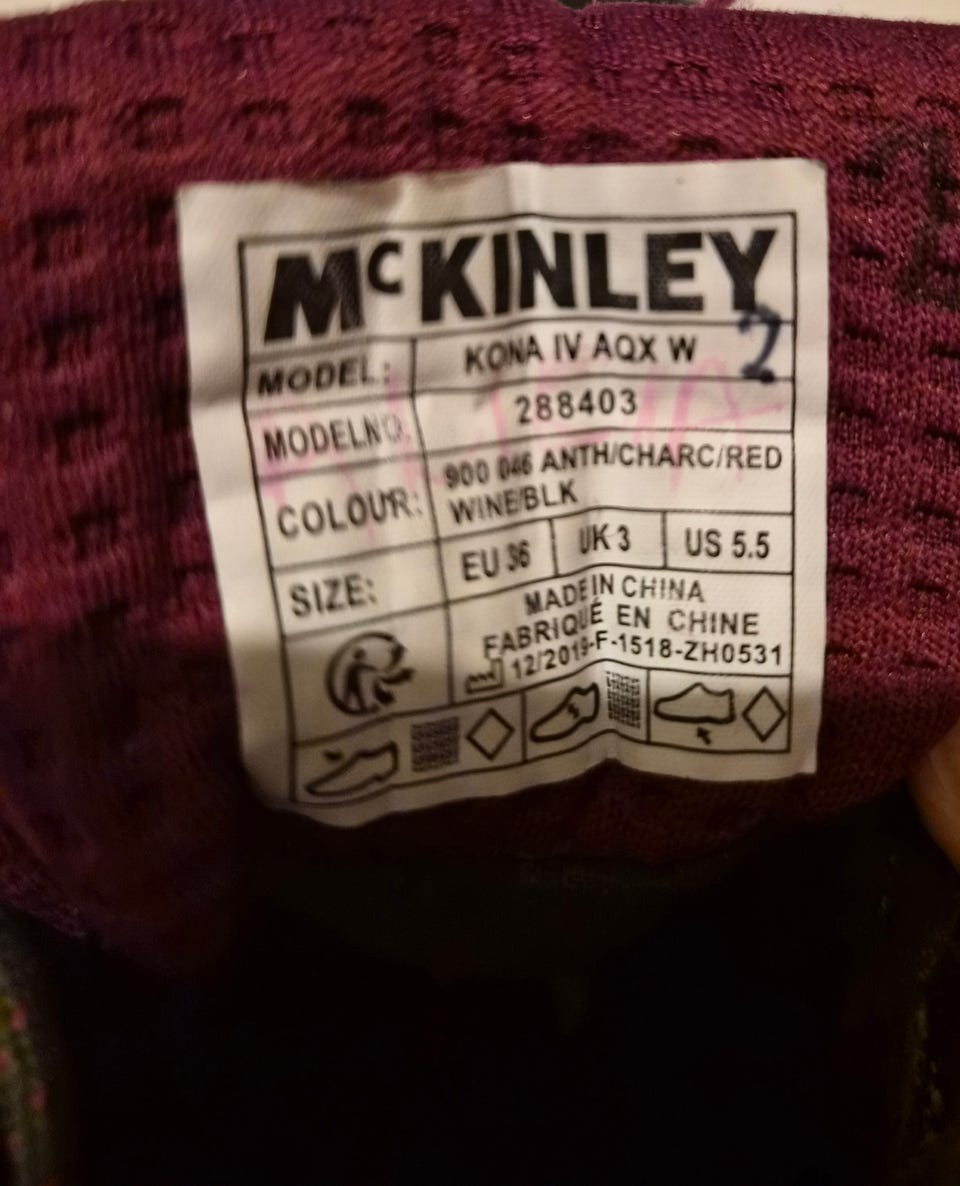 McKINLEY
MODEL: KONA IV AQX W
2
MODELNO: 288403
COLOUR: 900 046 ANTH/CHARC/RED
WINE/BLK
SIZE: EU 36 UK 3 US 5.5
MADE IN CHINA
FABRIQUÉ EN CHINE
12/2019-F-1518-ZH0531